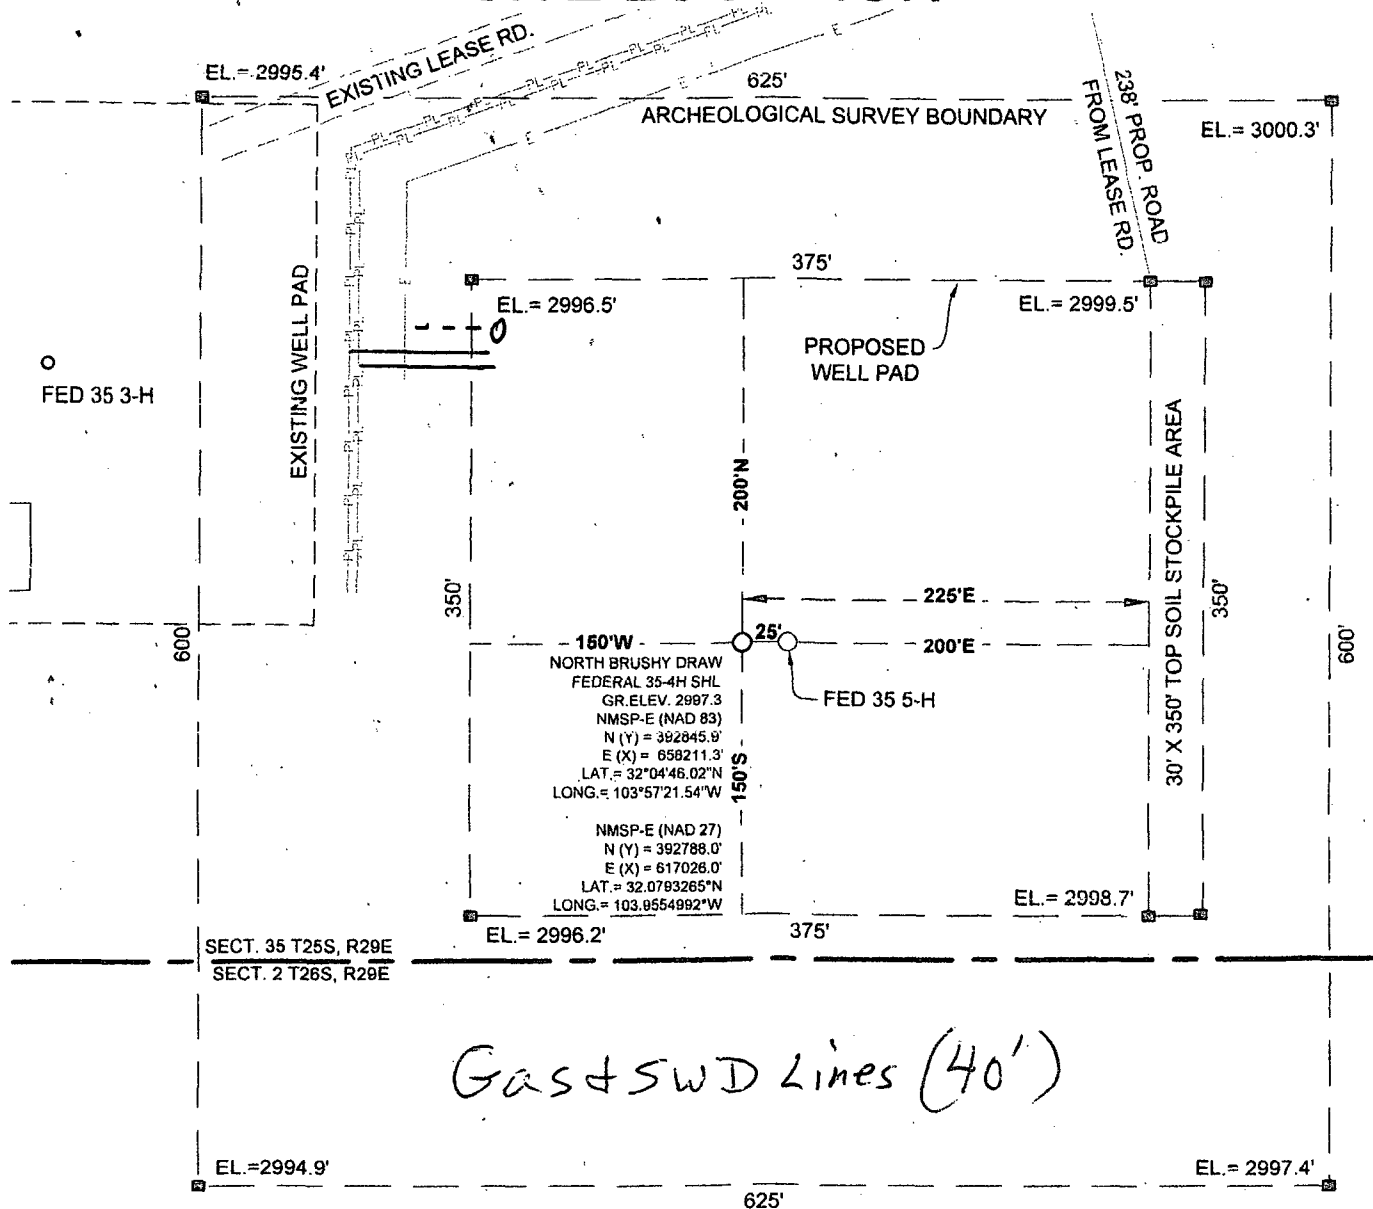 EL.= 2995.4'
EXISTING LEASE RD.
625'
ARCHEOLOGICAL SURVEY BOUNDARY
EL.= 3000.3'
238' PROP. ROAD
FROM LEASE RD.
375'
EL.= 2996.5'
EL.= 2999.5'
PROPOSED
WELL PAD
EXISTING WELL PAD
FED 35 3-H
200'N
30' X 350' TOP SOIL STOCKPILE AREA
350'
350'
225'E
600'
600'
150'W
25'
200'E
NORTH BRUSHY DRAW
FEDERAL 35-4H SHL
GR.ELEV. 2997.3
NMSP-E (NAD 83)
N (Y) = 392845.9'
E (X) = 658211.3'
LAT.= 32°04'46.02"N
LONG.= 103°57'21.54"W
FED 35 5-H
150'S
NMSP-E (NAD 27)
N (Y) = 392788.0'
E (X) = 617026.0'
LAT.= 32.0793265°N
LONG.= 103.9554992°W
EL.= 2998.7'
EL.= 2996.2'
375'
SECT. 35 T25S, R29E
SECT. 2 T26S, R29E
Gas & SWD Lines (40')
EL.=2994.9'
EL.= 2997.4'
625'
PL PL PL PL PL PL
E E E